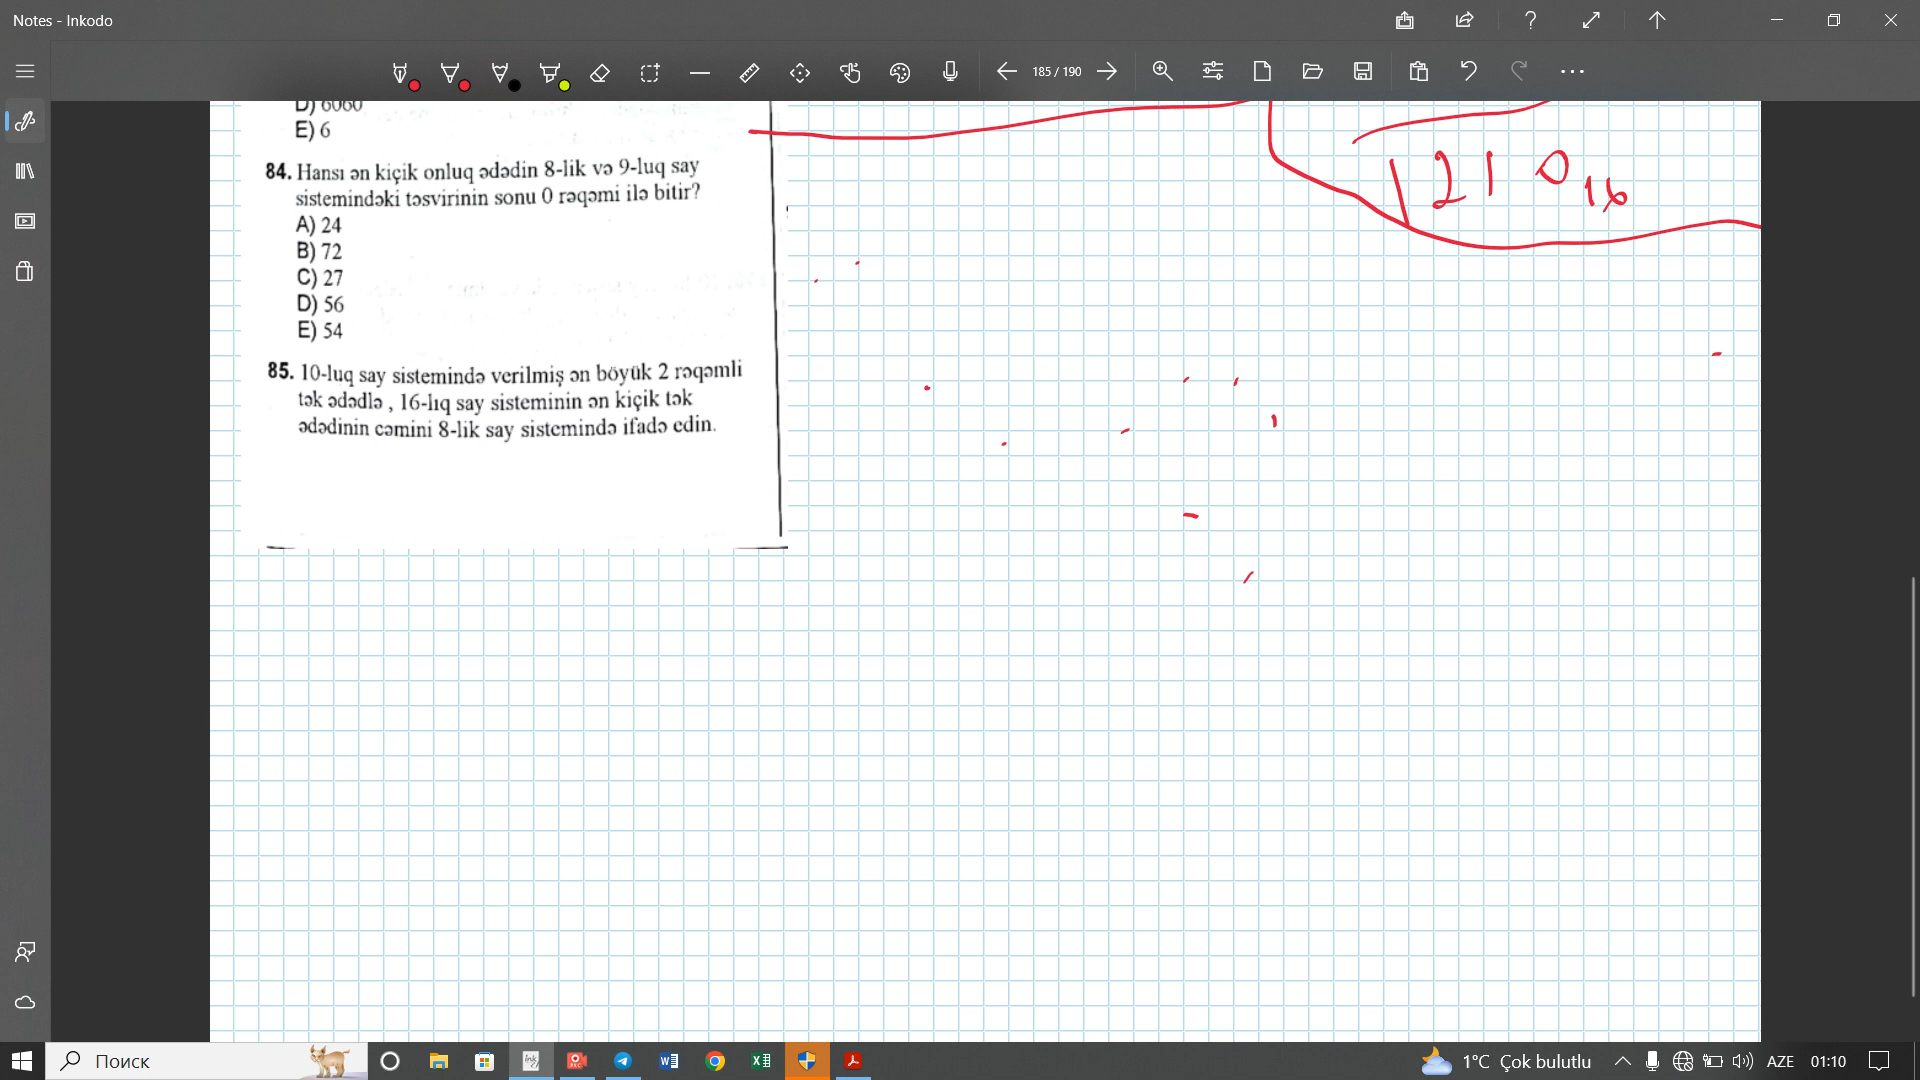 Notes - Inkodo
185 / 190
D) 6060
E) 6
84. Hansı ən kiçik onluq ədədin 8-lik və 9-luq say
sistemindəki təsvirinin sonu 0 rəqəmi ilə bitir?
A) 24
B) 72
C) 27
D) 56
E) 54
85. 10-luq say sistemində verilmiş ən böyük 2 rəqəmli
tək ədədlə , 16-lıq say sisteminin ən kiçik tək
ədədinin cəmini 8-lik say sistemində ifadə edin.
1210 16
Поиск
1°C Çok bulutlu
AZE
01:10